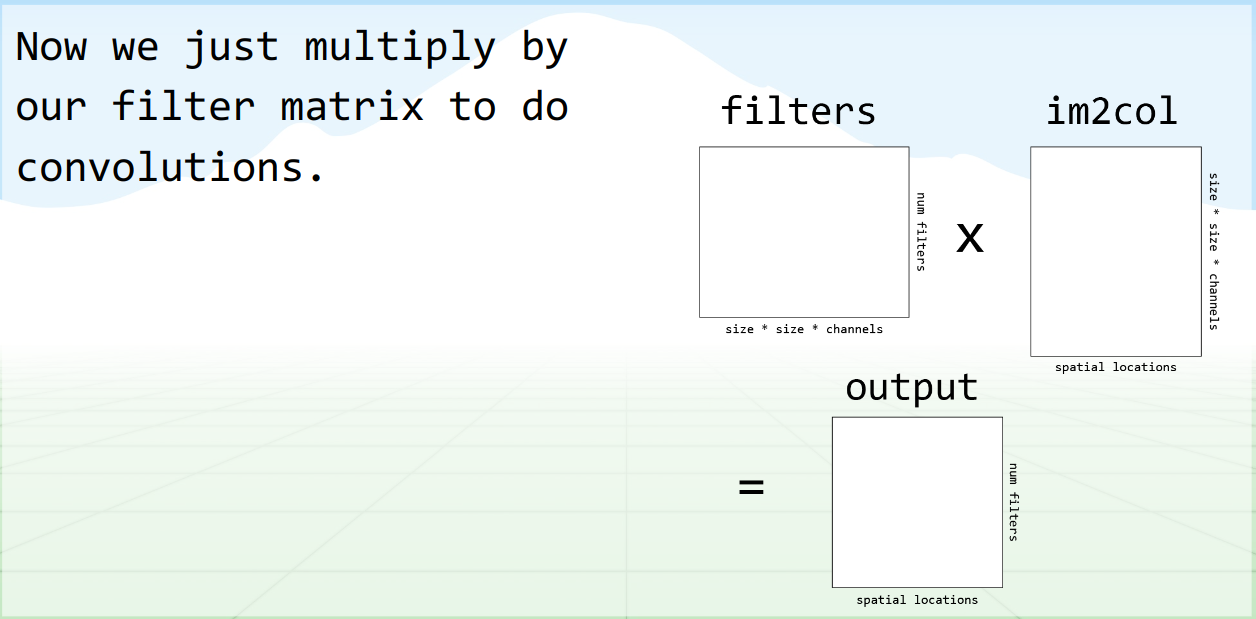 Now we just multiply by
our filter matrix to do
convolutions.
filters
im2col
num filters
x
size * size * channels
size * size * channels
spatial locations
output
=
num filters
spatial locations